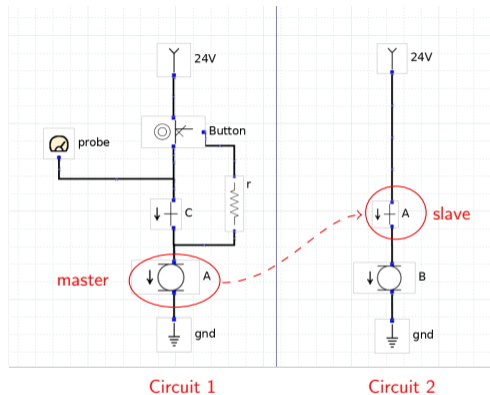 24V
24V
Button
probe
r
C
A
slave
master
A
B
gnd
gnd
Circuit 1
Circuit 2